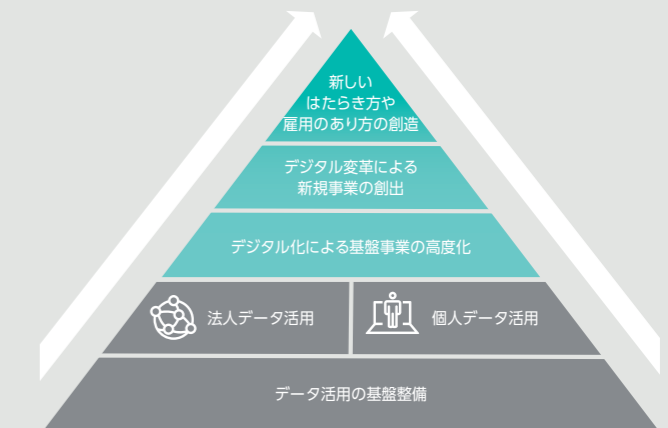 新しい
はたらき方や
雇用のあり方の創造
デジタル変革による
新規事業の創出
デジタル化による基盤事業の高度化
法人データ活用
個人データ活用
データ活用の基盤整備